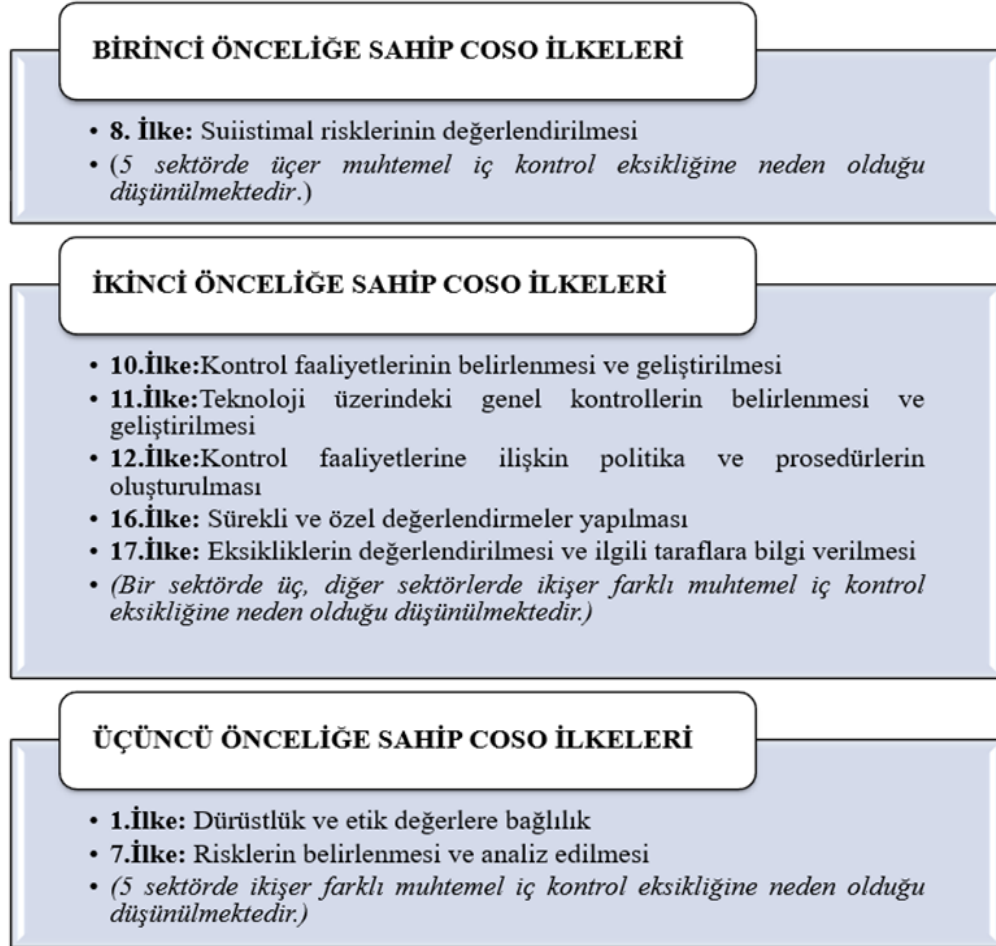 BİRİNCİ ÖNCELİĞE SAHİP COSO İLKELERİ
• 8. İlke: Suiistimal risklerinin değerlendirilmesi
• (5 sektörde üçer muhtemel iç kontrol eksikliğine neden olduğu
düşünülmektedir.)
İKİNCİ ÖNCELİĞE SAHİP COSO İLKELERİ
• 10.İlke:Kontrol faaliyetlerinin belirlenmesi ve geliştirilmesi
• 11.İlke:Teknoloji üzerindeki genel kontrollerin belirlenmesi ve
geliştirilmesi
• 12.İlke:Kontrol faaliyetlerine ilişkin politika ve prosedürlerin
oluşturulması
• 16.İlke: Sürekli ve özel değerlendirmeler yapılması
• 17.İlke: Eksikliklerin değerlendirilmesi ve ilgili taraflara bilgi verilmesi
• (Bir sektörde üç, diğer sektörlerde ikişer farklı muhtemel iç kontrol
eksikliğine neden olduğu düşünülmektedir.)
ÜÇÜNCÜ ÖNCELİĞE SAHİP COSO İLKELERİ
• 1.İlke: Dürüstlük ve etik değerlere bağlılık
• 7.İlke: Risklerin belirlenmesi ve analiz edilmesi
• (5 sektörde ikişer farklı muhtemel iç kontrol eksikliğine neden olduğu
düşünülmektedir.)